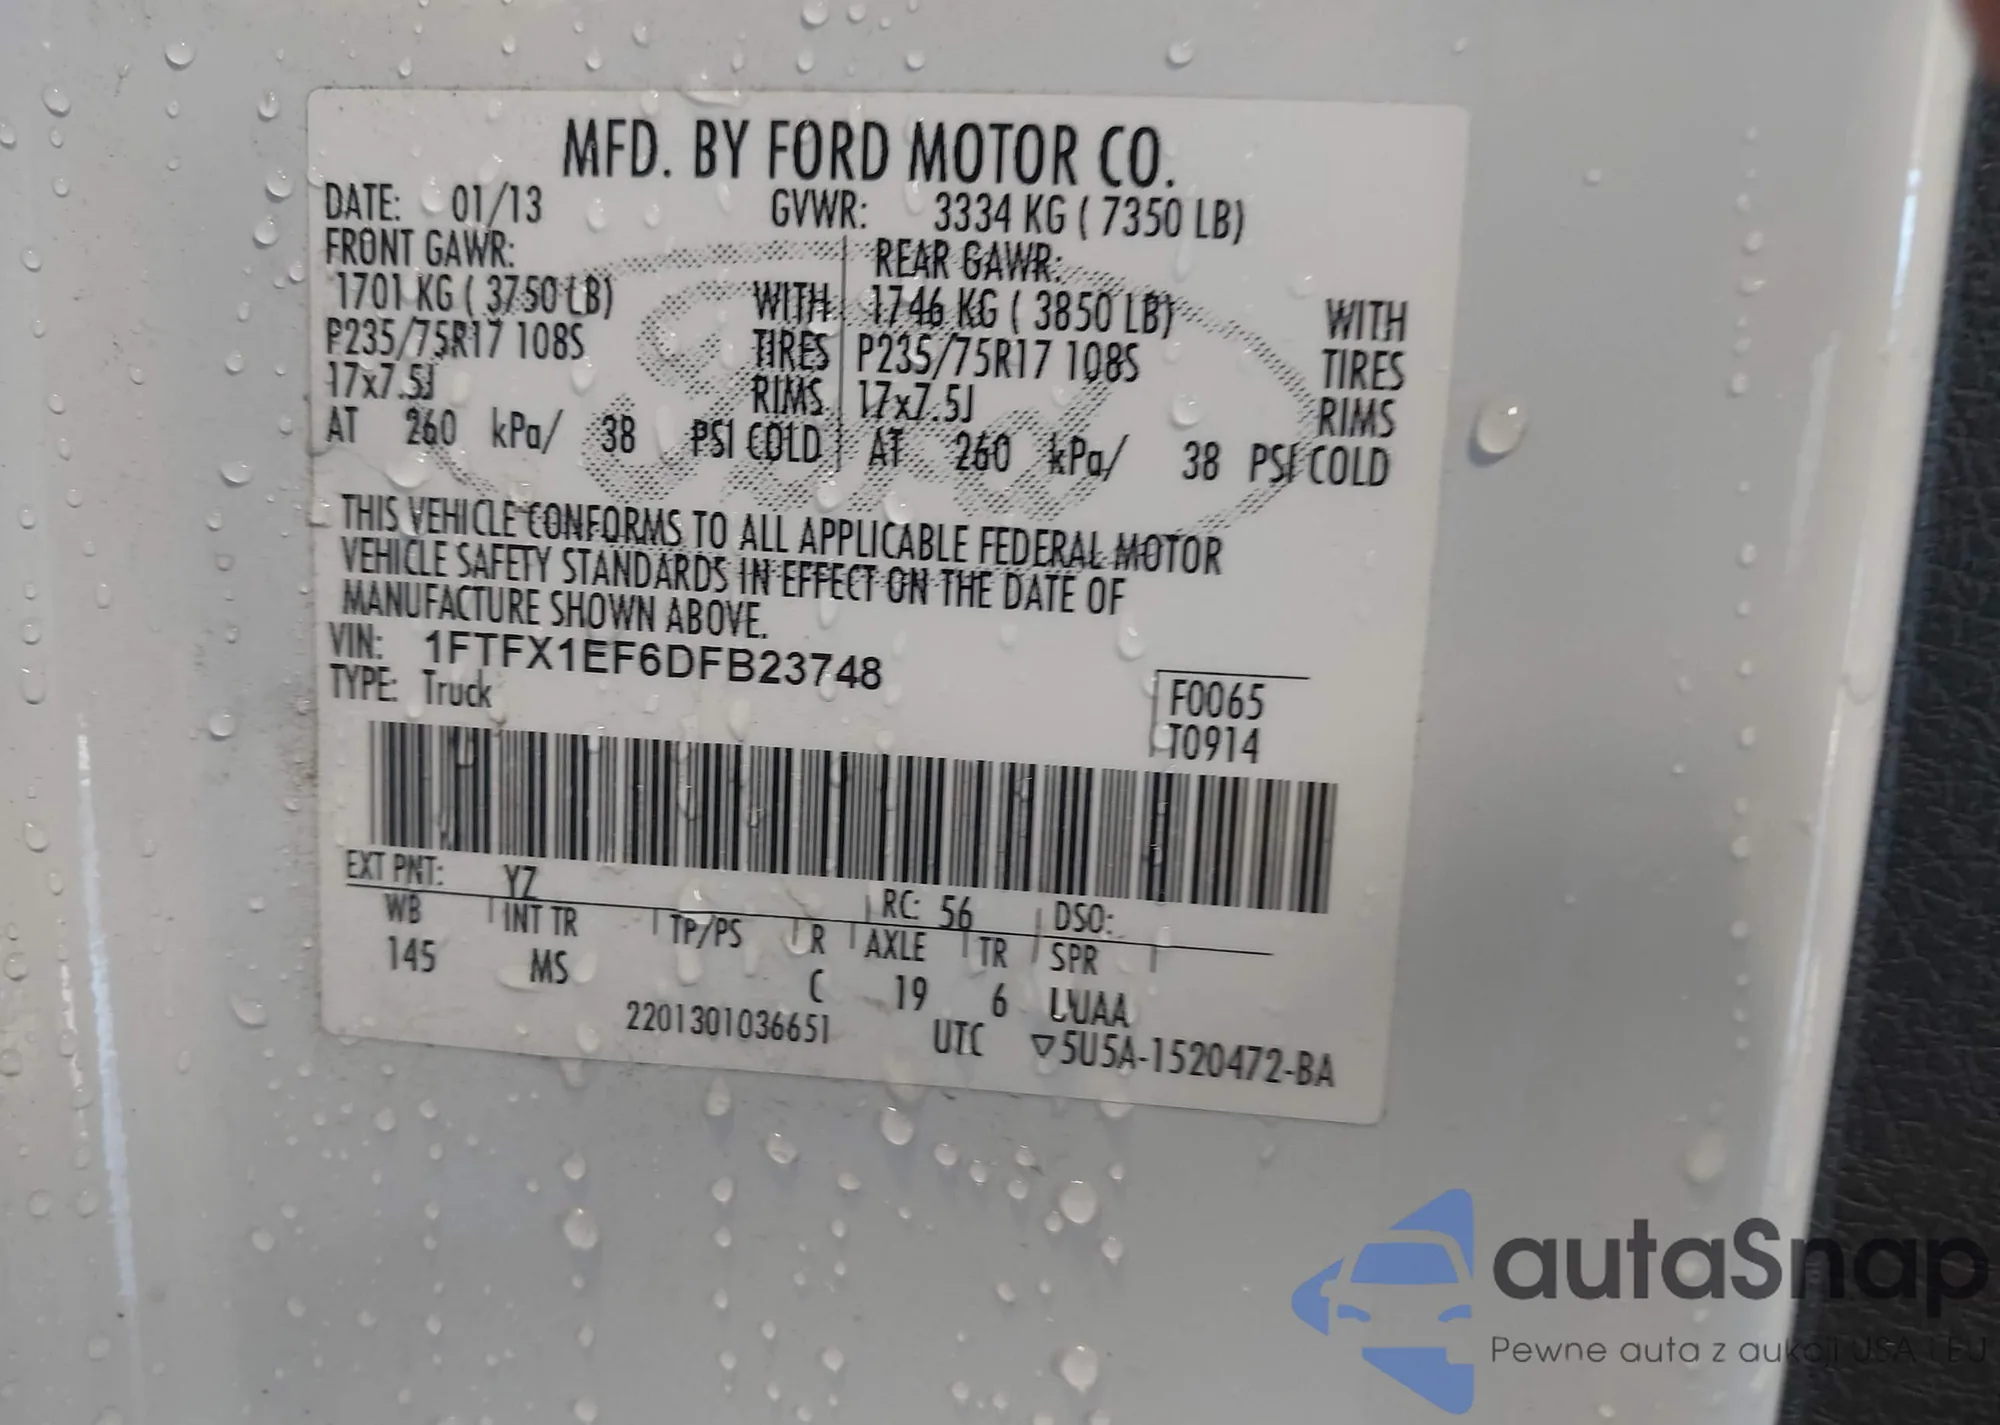 MFD. BY FORD MOTOR CO.
DATE: 01/13 GVWR: 3334 KG ( 7350 LB)
FRONT GAWR: REAR GAWR:
1701 KG ( 3750 LB) WITH 1746 KG ( 3850 LB) WITH
P235/75R17 108S TIRES P235/75R17 108S TIRES
17x7.5J RIMS 17x7.5J RIMS
AT 260 kPa/ 38 PSI COLD AT 260 kPa/ 38 PSI COLD
THIS VEHICLE CONFORMS TO ALL APPLICABLE FEDERAL MOTOR
VEHICLE SAFETY STANDARDS IN EFFECT ON THE DATE OF
MANUFACTURE SHOWN ABOVE.
VIN: 1FTFX1EF6DFB23748
TYPE: Truck
F0065
T0914
EXT PNT: YZ RC: 56 DSO:
WB INT TR TP/PS R AXLE TR SPR
145 MS C 19 6 LUAA
2201301036651 UTC ▽5U5A-1520472-BA
autaSnap
Pewne auta z aukcji USA i EU